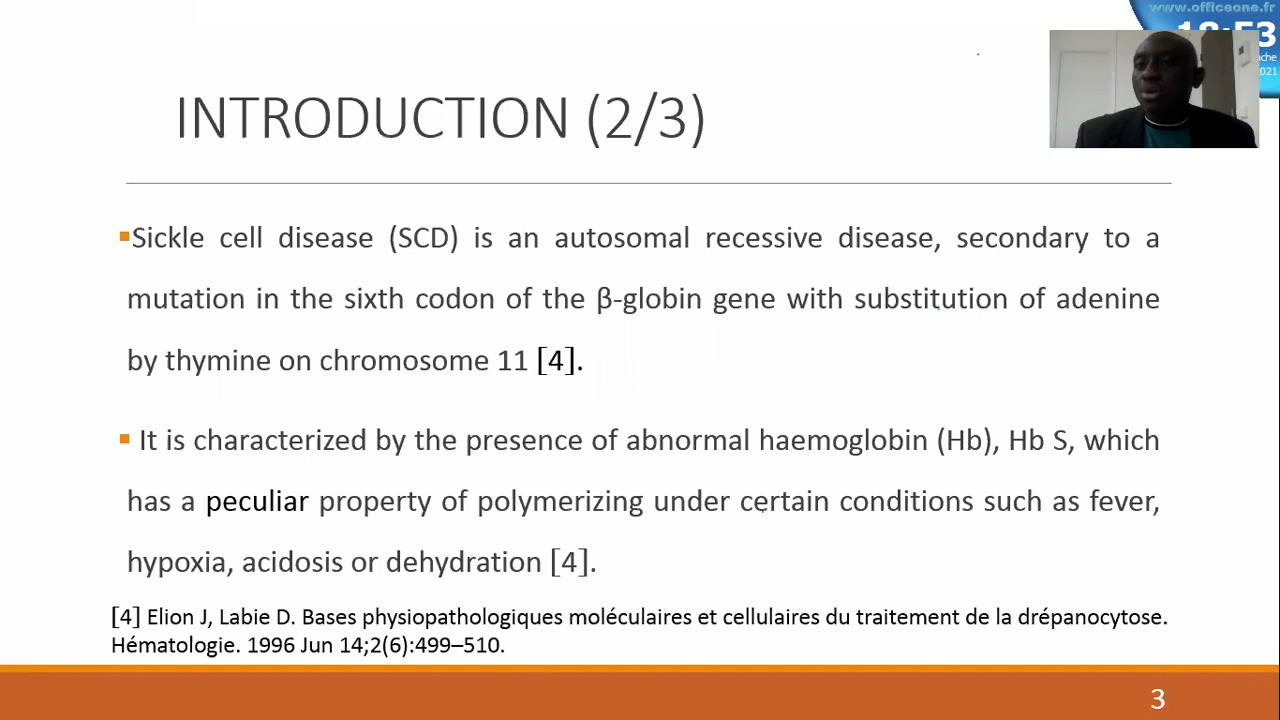 www.officeone.fr
INTRODUCTION (2/3)
2021
▪Sickle cell disease (SCD) is an autosomal recessive disease, secondary to a
mutation in the sixth codon of the β-globin gene with substitution of adenine
by thymine on chromosome 11 [4].
▪ It is characterized by the presence of abnormal haemoglobin (Hb), Hb S, which
has a peculiar property of polymerizing under certain conditions such as fever,
hypoxia, acidosis or dehydration [4].
[4] Elion J, Labie D. Bases physiopathologiques moléculaires et cellulaires du traitement de la drépanocytose.
Hématologie. 1996 Jun 14;2(6):499–510.
3